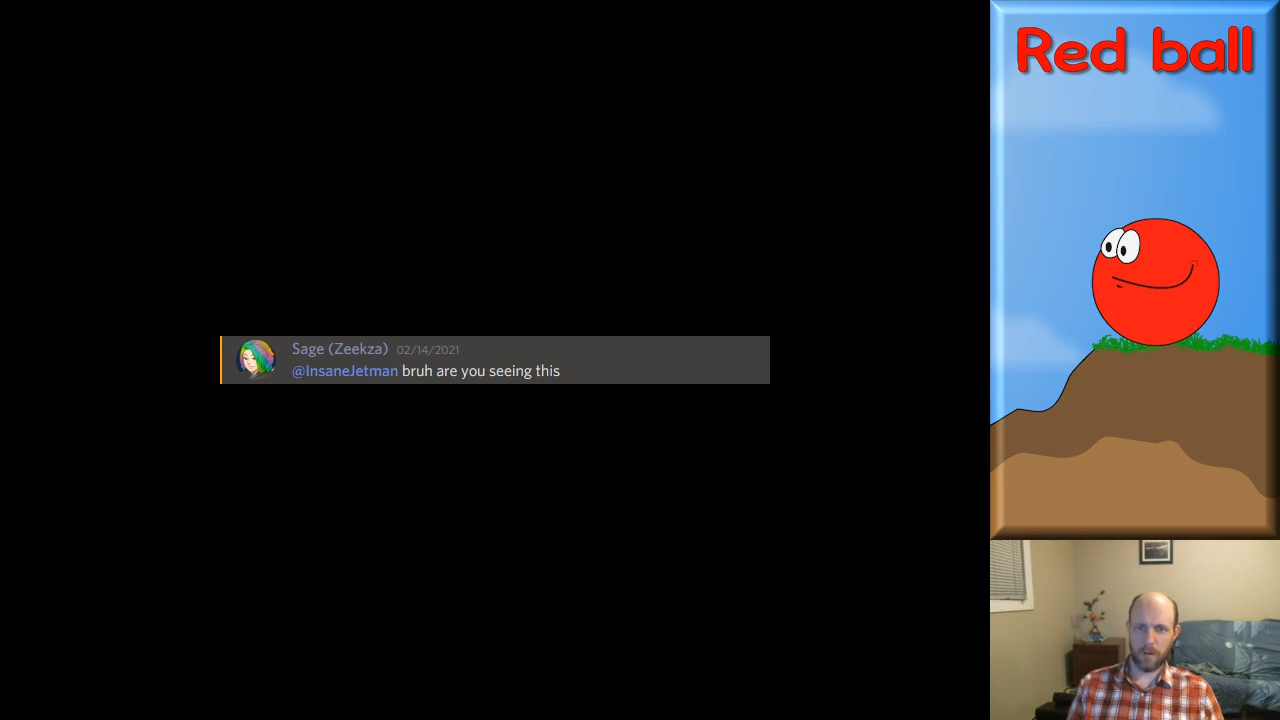 Red ball
Sage (Zeekza) 02/14/2021
@InsaneJetman bruh are you seeing this